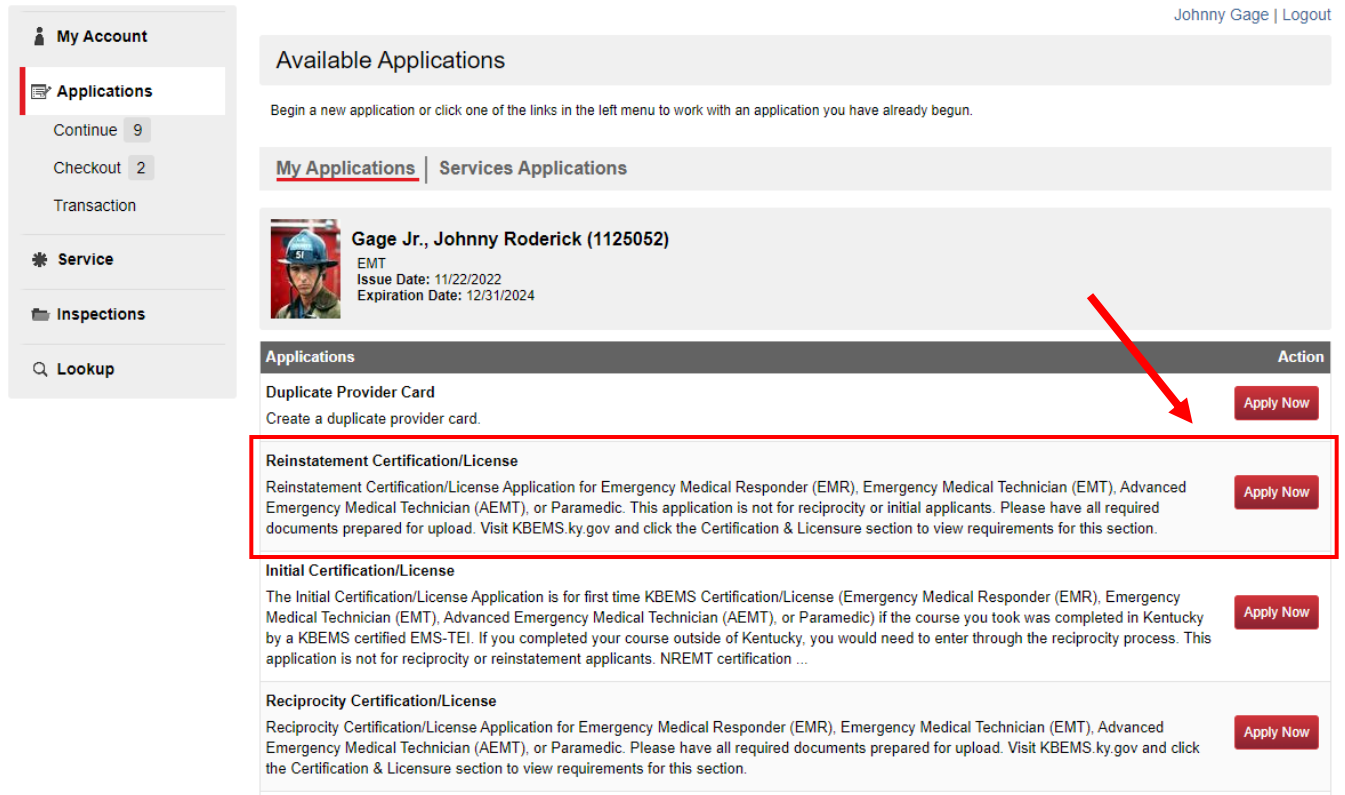 Johnny Gage | Logout
My Account
Applications
Continue 9
Checkout 2
Transaction
Service
Inspections
Lookup
Available Applications
Begin a new application or click one of the links in the left menu to work with an application you have already begun.
My Applications | Services Applications
51
Gage Jr., Johnny Roderick (1125052)
EMT
Issue Date: 11/22/2022
Expiration Date: 12/31/2024
Applications Action
Duplicate Provider Card
Create a duplicate provider card.
Apply Now
Reinstatement Certification/License
Reinstatement Certification/License Application for Emergency Medical Responder (EMR), Emergency Medical Technician (EMT), Advanced
Emergency Medical Technician (AEMT), or Paramedic. This application is not for reciprocity or initial applicants. Please have all required
documents prepared for upload. Visit KBEMS.ky.gov and click the Certification & Licensure section to view requirements for this section.
Apply Now
Initial Certification/License
The Initial Certification/License Application is for first time KBEMS Certification/License (Emergency Medical Responder (EMR), Emergency
Medical Technician (EMT), Advanced Emergency Medical Technician (AEMT), or Paramedic) if the course you took was completed in Kentucky
by a KBEMS certified EMS-TEI. If you completed your course outside of Kentucky, you would need to enter through the reciprocity process. This
application is not for reciprocity or reinstatement applicants. NREMT certification ...
Apply Now
Reciprocity Certification/License
Reciprocity Certification/License Application for Emergency Medical Responder (EMR), Emergency Medical Technician (EMT), Advanced
Emergency Medical Technician (AEMT), or Paramedic. Please have all required documents prepared for upload. Visit KBEMS.ky.gov and click
the Certification & Licensure section to view requirements for this section.
Apply Now